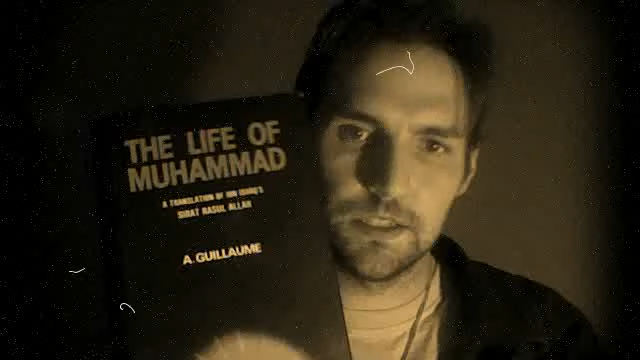 THE LIFE OF
MUHAMMAD
A TRANSLATION OF IBN ISHAQ'S
SIRAT RASUL ALLAH
A. GUILLAUME